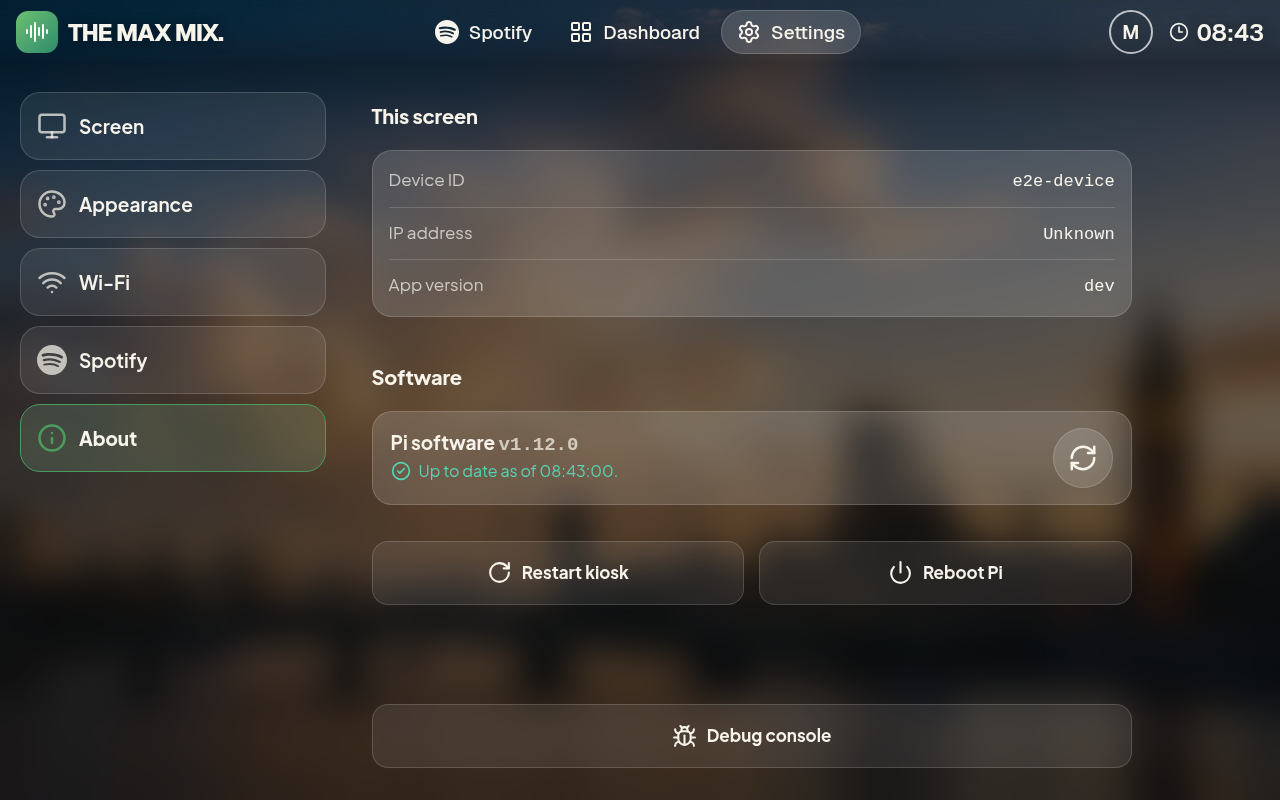 THE MAX MIX.
Spotify
Dashboard
Settings
M
08:43
Screen
Appearance
Wi-Fi
Spotify
About
This screen
Device ID e2e-device
IP address Unknown
App version dev
Software
Pi software v1.12.0
Up to date as of 08:43:00.
Restart kiosk
Reboot Pi
Debug console